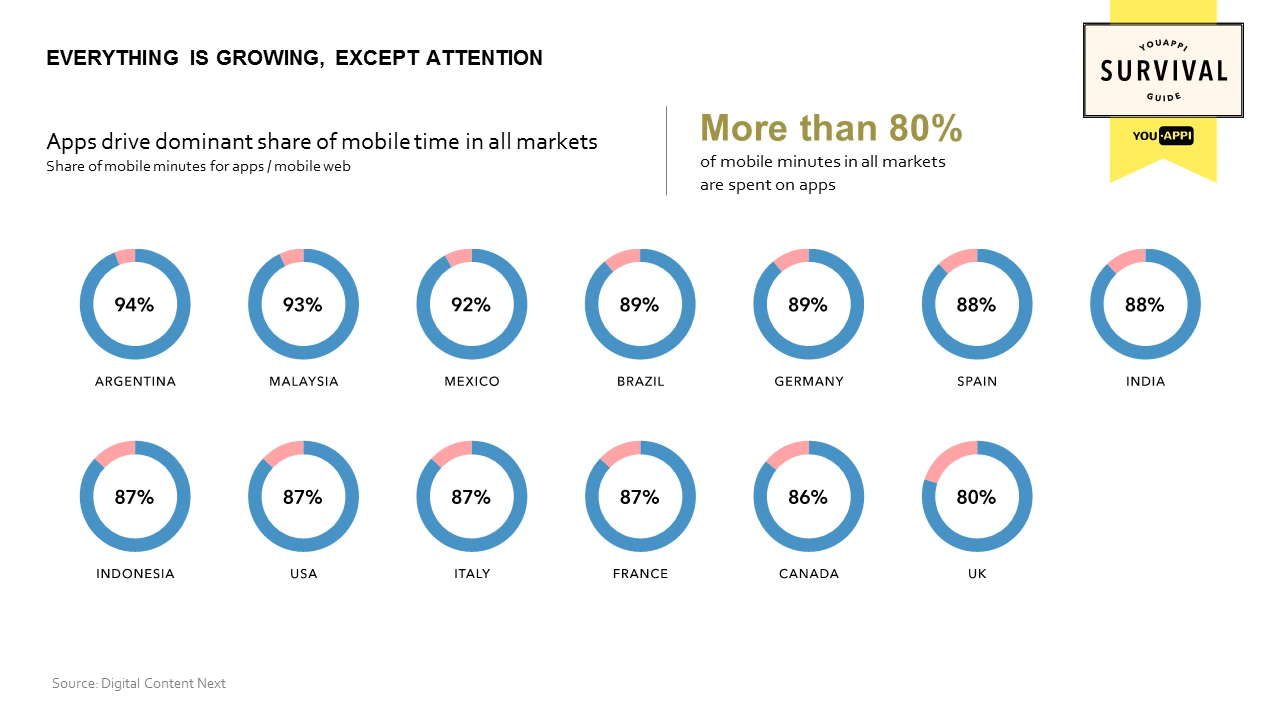 EVERYTHING IS GROWING, EXCEPT ATTENTION
YOUAPPI
SURVIVAL
GUIDE
YOU·APPI
Apps drive dominant share of mobile time in all markets
Share of mobile minutes for apps / mobile web
More than 80%
of mobile minutes in all markets
are spent on apps
94%
93%
92%
89%
89%
88%
88%
ARGENTINA
MALAYSIA
MEXICO
BRAZIL
GERMANY
SPAIN
INDIA
87%
87%
87%
87%
86%
80%
INDONESIA
USA
ITALY
FRANCE
CANADA
UK
Source: Digital Content Next